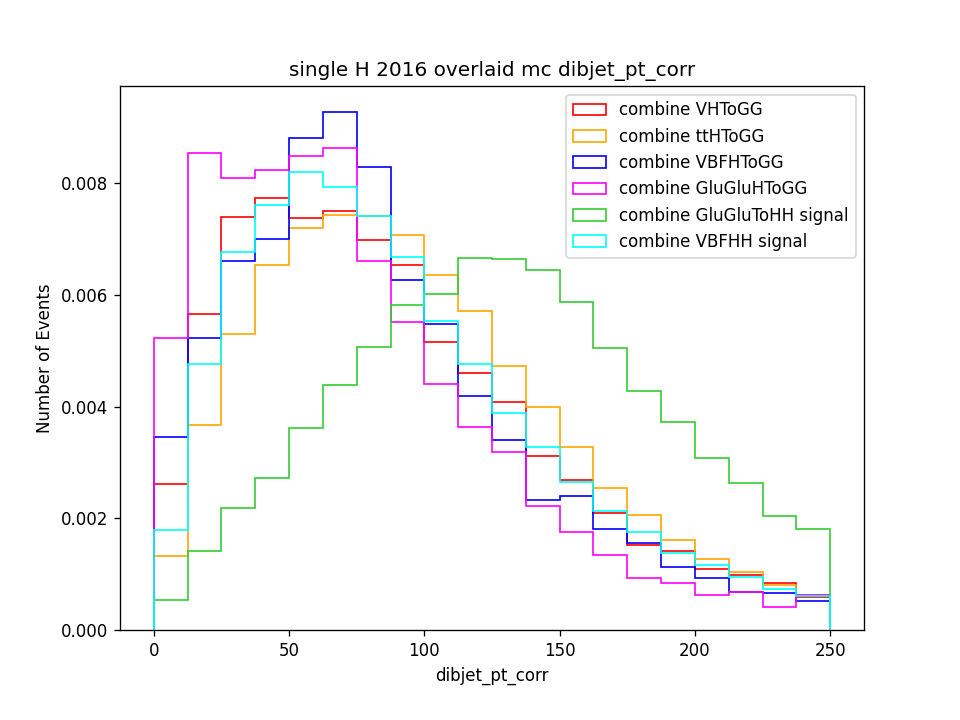 single H 2016 overlaid mc dibjet_pt_corr
combine VHToGG
combine ttHToGG
combine VBFHToGG
combine GluGluHToGG
combine GluGluToHH signal
combine VBFHH signal
Number of Events
0.008
0.006
0.004
0.002
0.000
0 50 100 150 200 250
dibjet_pt_corr